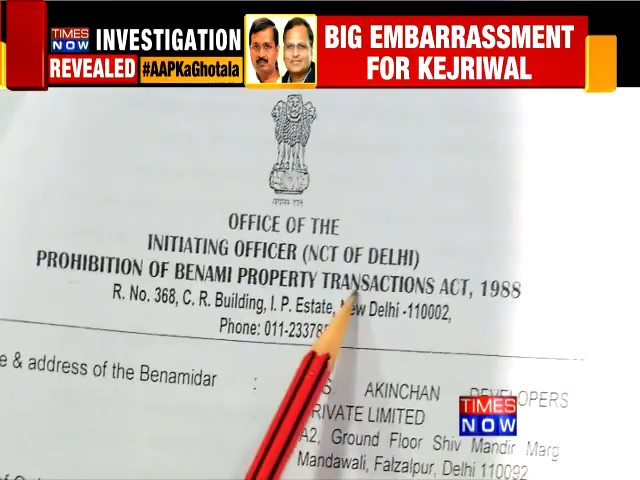 TIMES NOW INVESTIGATION
REVEALED #AAPKaGhotala
BIG EMBARRASSMENT
FOR KEJRIWAL
OFFICE OF THE
INITIATING OFFICER (NCT OF DELHI)
PROHIBITION OF BENAMI PROPERTY TRANSACTIONS ACT, 1988
R. No. 368, C. R. Building, I. P. Estate, New Delhi -110002,
Phone: 011-23378
& address of the Benamidar : AKINCHAN DEVELOPERS
PRIVATE LIMITED
A2, Ground Floor Shiv Mandir Marg
Mandawali, Falzalpur, Delhi 110092
TIMES
NOW